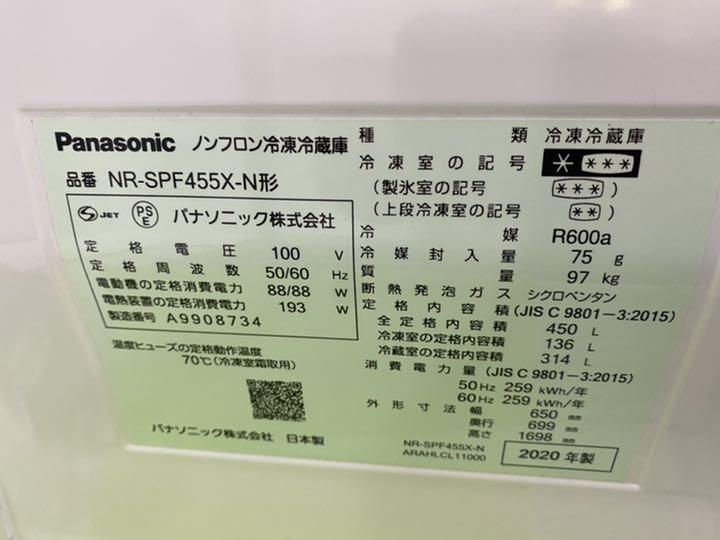 Panasonic ノンフロン冷凍冷蔵庫
品番 NR-SPF455X-N形
S JET PSE パナソニック株式会社
定格電圧 100 V
定格周波数 50/60 Hz
電動機の定格消費電力 88/88 W
電熱装置の定格消費電力 193 W
製造番号 A9908734
温度ヒューズの定格動作温度
70℃(冷凍室霜取用)
パナソニック株式会社 日本製
種類 冷凍冷蔵庫
冷凍室の記号 * ***
(製氷室の記号 *** )
(上段冷凍室の記号 ** )
冷媒 R600a
冷媒封入量 75 g
質量 97 kg
断熱発泡ガス シクロペンタン
定格内容積 (JIS C 9801-3:2015)
全定格内容積 450 L
冷凍室の定格内容積 136 L
冷蔵室の定格内容積 314 L
消費電力量 (JIS C 9801-3:2015)
50Hz 259 kWh/年
60Hz 259 kWh/年
外形寸法 幅 650 mm
奥行 699 mm
高さ 1698 mm
NR-SPF455X-N
ARAHLCL11000
2020年製